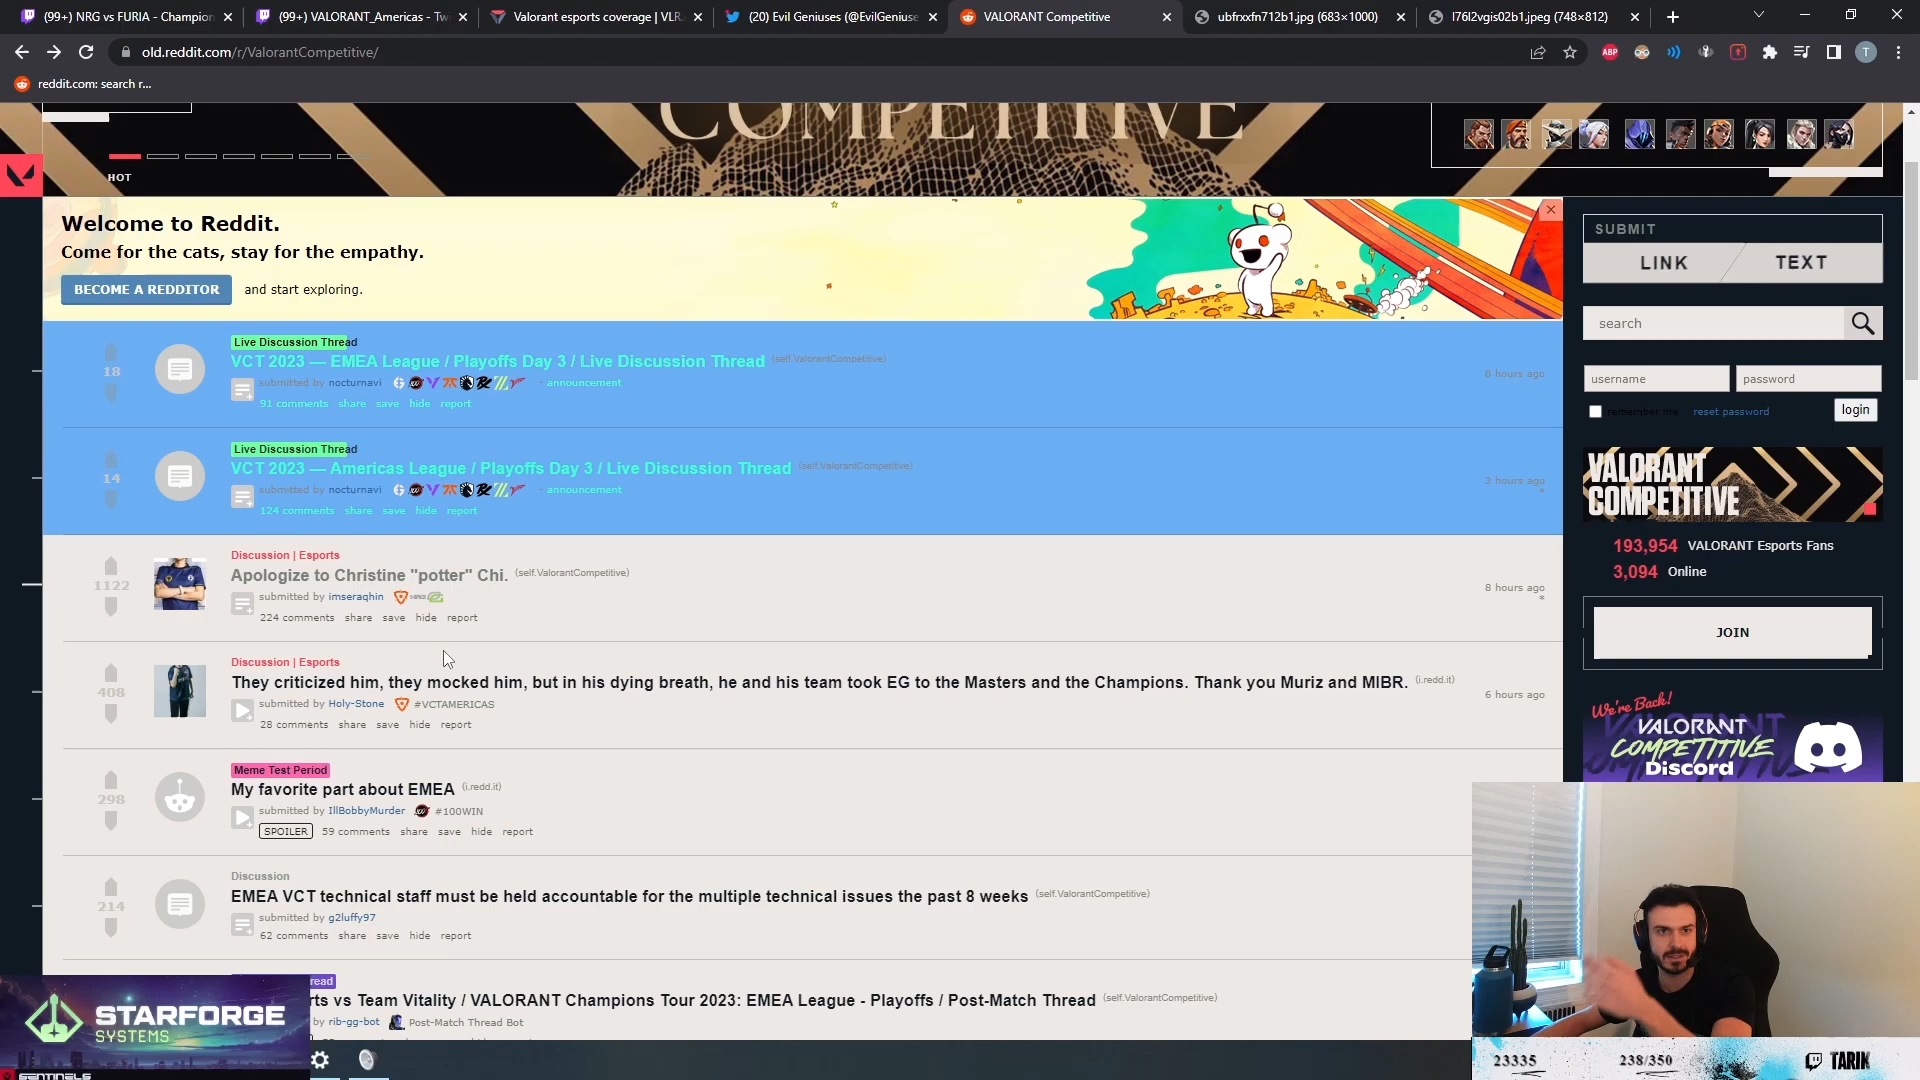 (99+) NRG vs FURIA - Champion
(99+) VALORANT_Americas - Tw
Valorant esports coverage | VLR.
(20) Evil Geniuses (@EvilGeniuse
VALORANT Competitive
ubfrxxfn712b1.jpg (683×1000)
l76l2vgis02b1.jpeg (748×812)
old.reddit.com/r/ValorantCompetitive/
ABP
T
reddit.com: search r...
COMPETITIVE
HOT
Welcome to Reddit.
Come for the cats, stay for the empathy.
BECOME A REDDITOR and start exploring.
SUBMIT
LINK
TEXT
search
username
password
remember me
reset password
login
18
Live Discussion Thread
VCT 2023 — EMEA League / Playoffs Day 3 / Live Discussion Thread (self.ValorantCompetitive)
submitted by nocturnavi - announcement
8 hours ago
91 comments share save hide report
14
Live Discussion Thread
VCT 2023 — Americas League / Playoffs Day 3 / Live Discussion Thread (self.ValorantCompetitive)
submitted by nocturnavi - announcement
3 hours ago
*
124 comments share save hide report
VALORANT
COMPETITIVE
193,954 VALORANT Esports Fans
3,094 Online
JOIN
1122
Discussion | Esports
Apologize to Christine "potter" Chi. (self.ValorantCompetitive)
submitted by imseraqhin
8 hours ago
*
224 comments share save hide report
408
Discussion | Esports
They criticized him, they mocked him, but in his dying breath, he and his team took EG to the Masters and the Champions. Thank you Muriz and MIBR. (i.redd.it)
submitted by Holy-Stone #VCTAMERICAS
6 hours ago
28 comments share save hide report
We're Back!
VALORANT
COMPETITIVE
Discord
298
Meme Test Period
My favorite part about EMEA (i.redd.it)
submitted by IllBobbyMurder #100WIN
SPOILER 59 comments share save hide report
214
Discussion
EMEA VCT technical staff must be held accountable for the multiple technical issues the past 8 weeks (self.ValorantCompetitive)
submitted by g2luffy97
62 comments share save hide report
read
rts vs Team Vitality / VALORANT Champions Tour 2023: EMEA League - Playoffs / Post-Match Thread (self.ValorantCompetitive)
by rib-gg-bot Post-Match Thread Bot
STARFORGE
SYSTEMS
SENTINELS
23335
238/350
TARIK